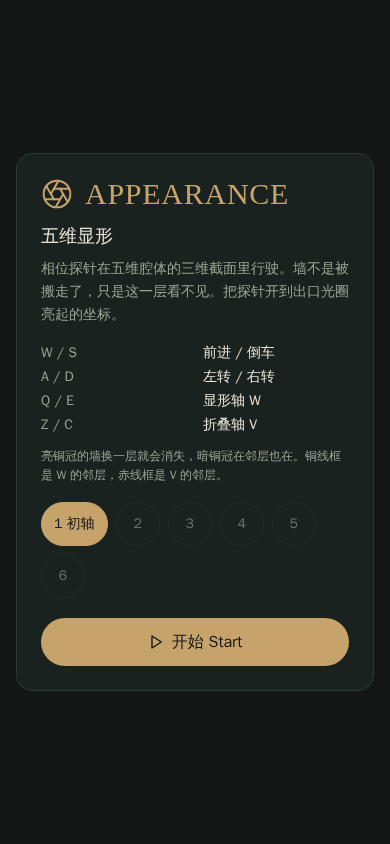 APPEARANCE
五维显形
相位探针在五维腔体的三维截面里行驶。墙不是被
搬走了，只是这一层看不见。把探针开到出口光圈
亮起的坐标。
W / S 前进 / 倒车
A / D 左转 / 右转
Q / E 显形轴 W
Z / C 折叠轴 V
亮铜冠的墙换一层就会消失，暗铜冠在邻层也在。铜线框
是 W 的邻层，赤线框是 V 的邻层。
1 初轴 2 3 4 5
6
开始 Start